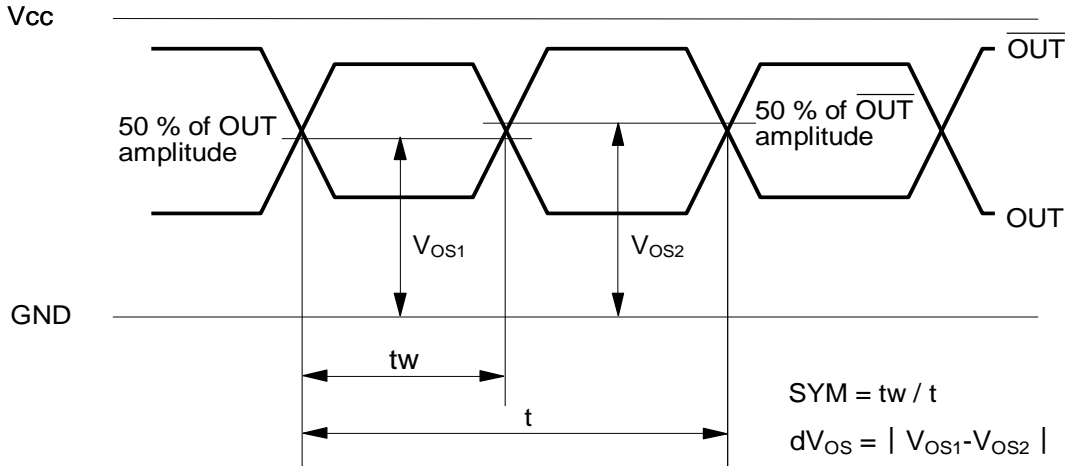 Vcc
OUT̅
50 % of OUT
amplitude
50 % of O̅U̅T̅
amplitude
OUT
VOS1
VOS2
GND
tw
t
SYM = tw / t
dVOS = | VOS1-VOS2 |